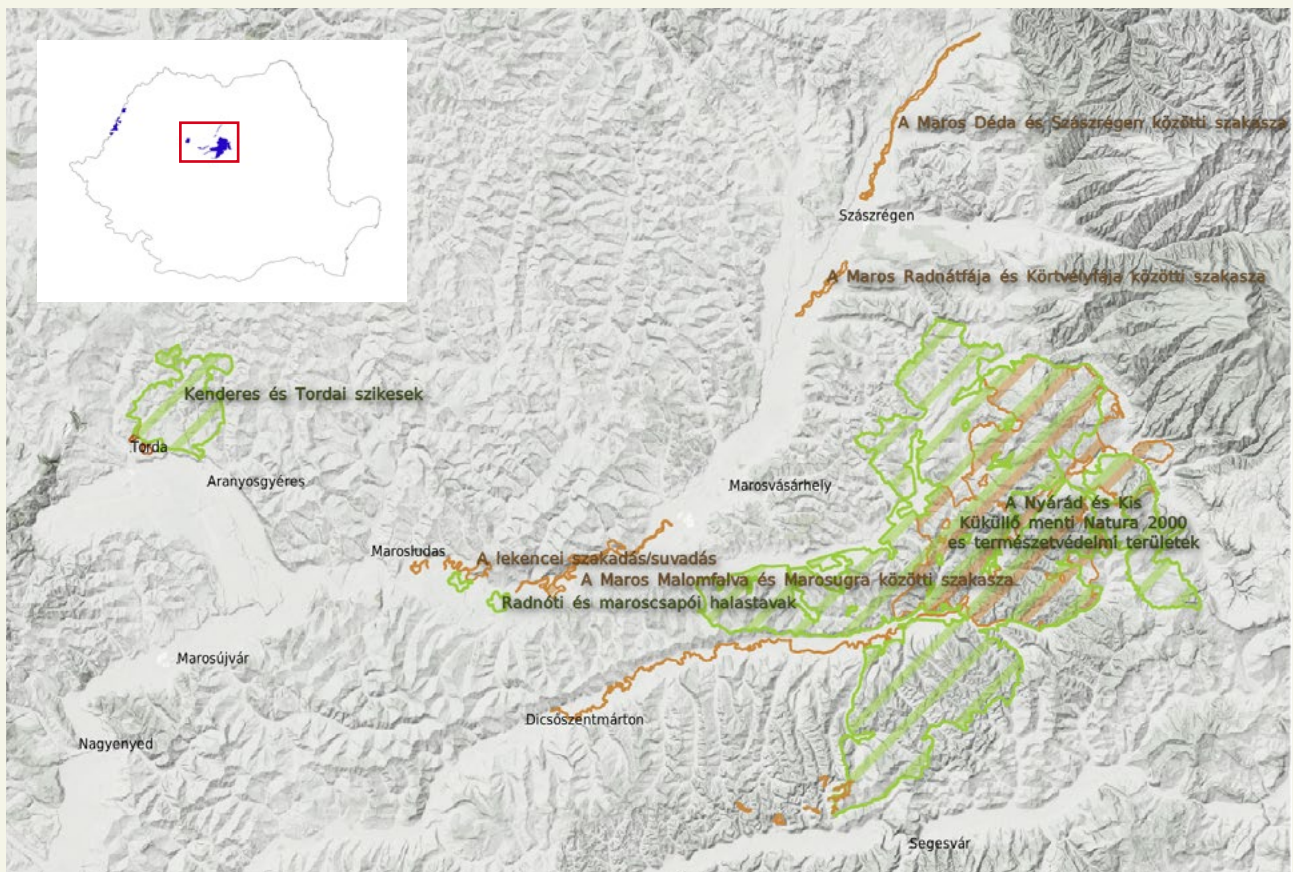 A Maros Déda és Szászrégen közötti szakasza
Szászrégen
A Maros Radnótfája és Körtvélyfája közötti szakasza
Kenderes és Tordai szikesek
Torda
Aranyosgyéres
Marosvásárhely
A Nyárád és Kis
Küküllő menti Natura 2000
es természetvédelmi területek
Marosludas
A lekencei szakadás/suvadás
A Maros Malomfalva és Marosugra közötti szakasza
Radnóti és maroscsapói halastavak
Marosújvár
Dicsőszentmárton
Nagyenyed
Segesvár